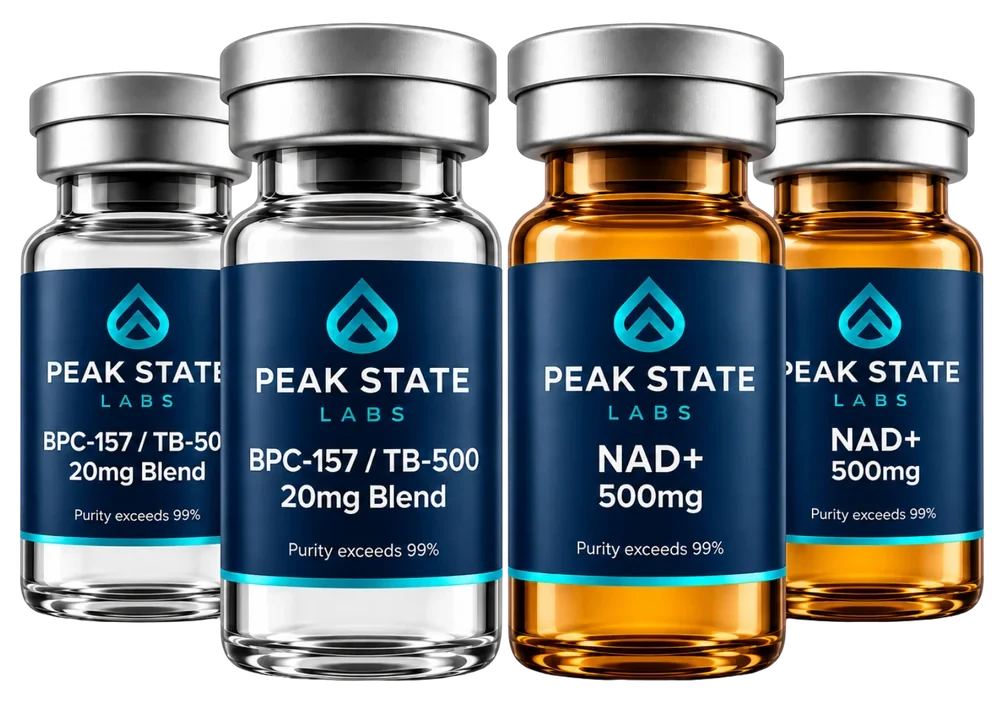 PEAK STATE
LABS
BPC-157 / TB-50
20mg Blend
Purity exceeds 99%
PEAK STATE
LABS
BPC-157 / TB-500
20mg Blend
Purity exceeds 99%
PEAK STATE
LABS
NAD+
500mg
Purity exceeds 99%
PEAK STATE
LABS
NAD+
500mg
Purity exceeds 99%